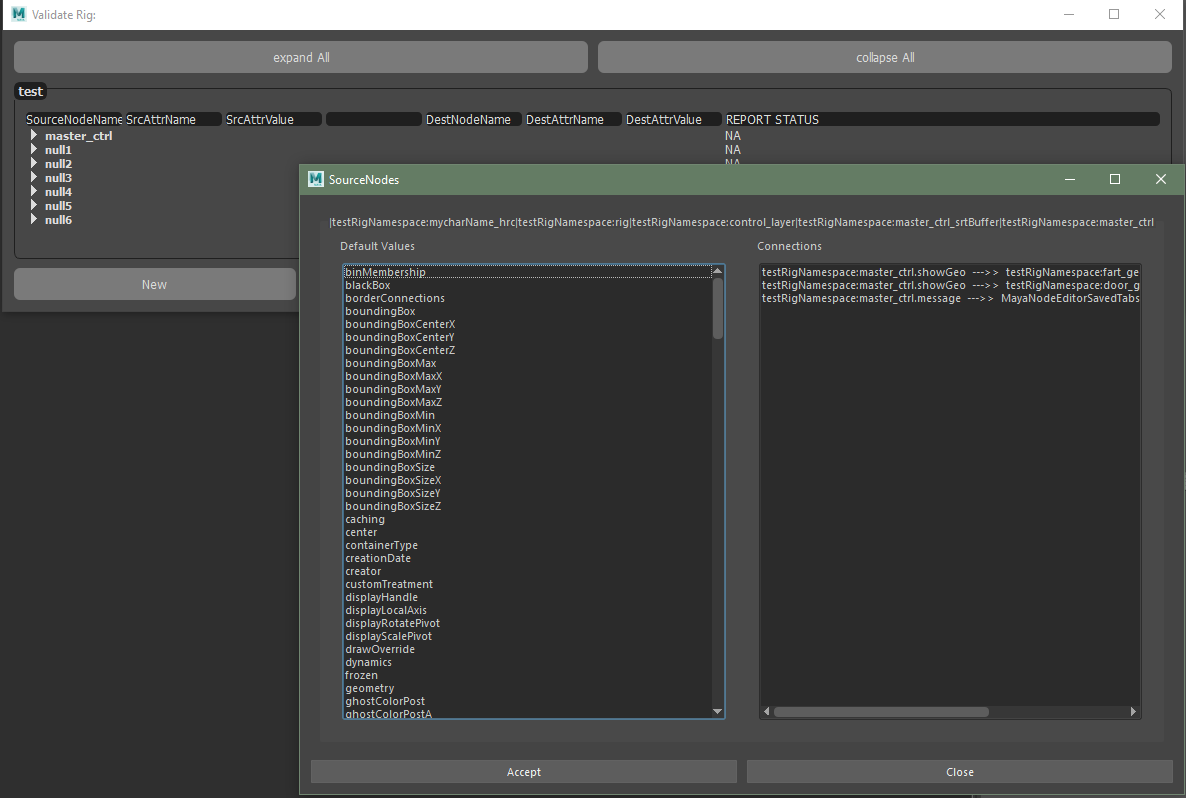 Validate Rig:
expand All
collapse All
test
SourceNodeName SrcAttrName SrcAttrValue DestNodeName DestAttrName DestAttrValue REPORT STATUS
master_ctrl NA
null1 NA
null2 NA
null3
null4
null5
null6
New
SourceNodes
|testRigNamespace:mycharName_hrc|testRigNamespace:rig|testRigNamespace:control_layer|testRigNamespace:master_ctrl_srtBuffer|testRigNamespace:master_ctrl
Default Values
binMembership
blackBox
borderConnections
boundingBox
boundingBoxCenterX
boundingBoxCenterY
boundingBoxCenterZ
boundingBoxMax
boundingBoxMaxX
boundingBoxMaxY
boundingBoxMaxZ
boundingBoxMin
boundingBoxMinX
boundingBoxMinY
boundingBoxMinZ
boundingBoxSize
boundingBoxSizeX
boundingBoxSizeY
boundingBoxSizeZ
caching
center
containerType
creationDate
creator
customTreatment
displayHandle
displayLocalAxis
displayRotatePivot
displayScalePivot
drawOverride
dynamics
frozen
geometry
ghostColorPost
ghostColorPostA
Connections
testRigNamespace:master_ctrl.showGeo --->> testRigNamespace:fart_ge
testRigNamespace:master_ctrl.showGeo --->> testRigNamespace:door_g
testRigNamespace:master_ctrl.message --->> MayaNodeEditorSavedTabs
Accept
Close